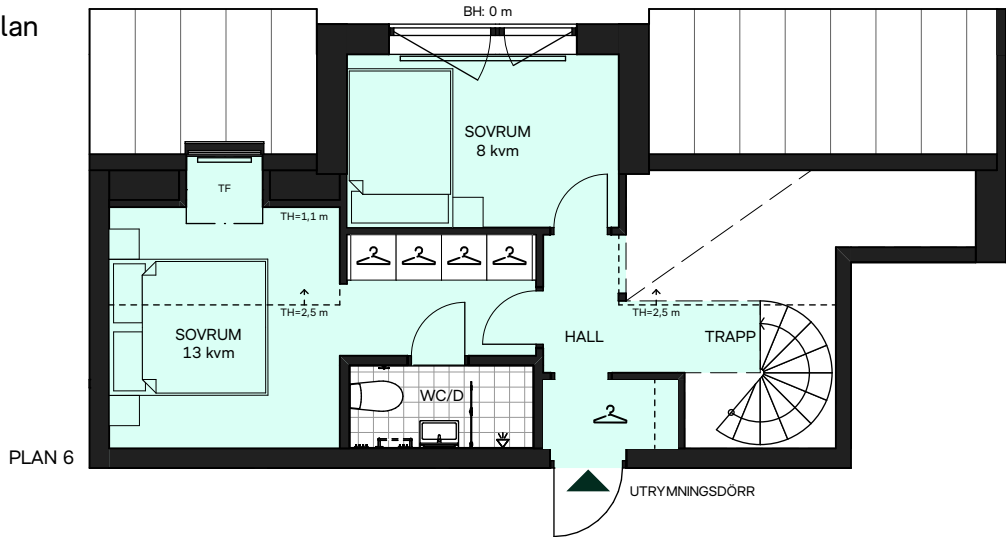 lan
BH: 0 m
SOVRUM
8 kvm
TF
TH=1,1 m
TH=2,5 m
TH=2,5 m
SOVRUM
13 kvm
HALL
TRAPP
WC/D
PLAN 6
UTRYMNINGSDÖRR